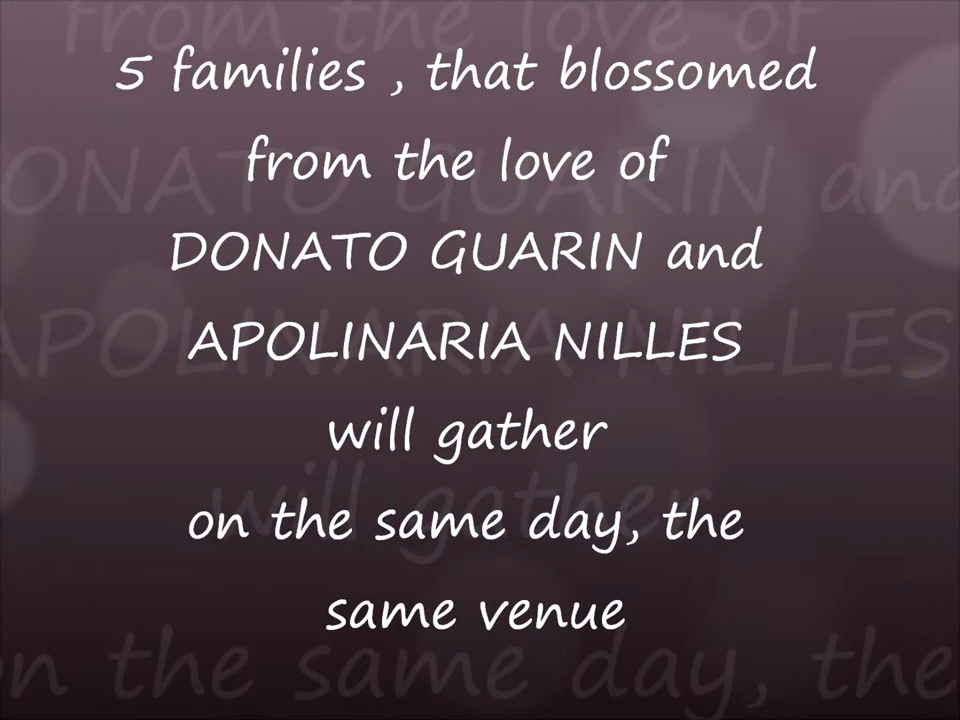 5 families , that blossomed
from the love of
DONATO GUARIN and
APOLINARIA NILLES
will gather
on the same day, the
same venue